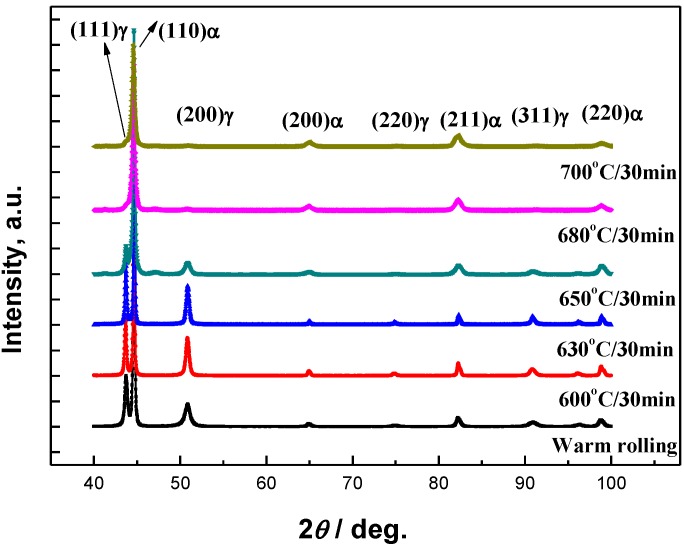 (111)γ (110)α
(200)γ (200)α (220)γ (211)α (311)γ (220)α
700°C/30min
680°C/30min
650°C/30min
630°C/30min
600°C/30min
Warm rolling
Intensity, a.u.
40 50 60 70 80 90 100
2θ / deg.